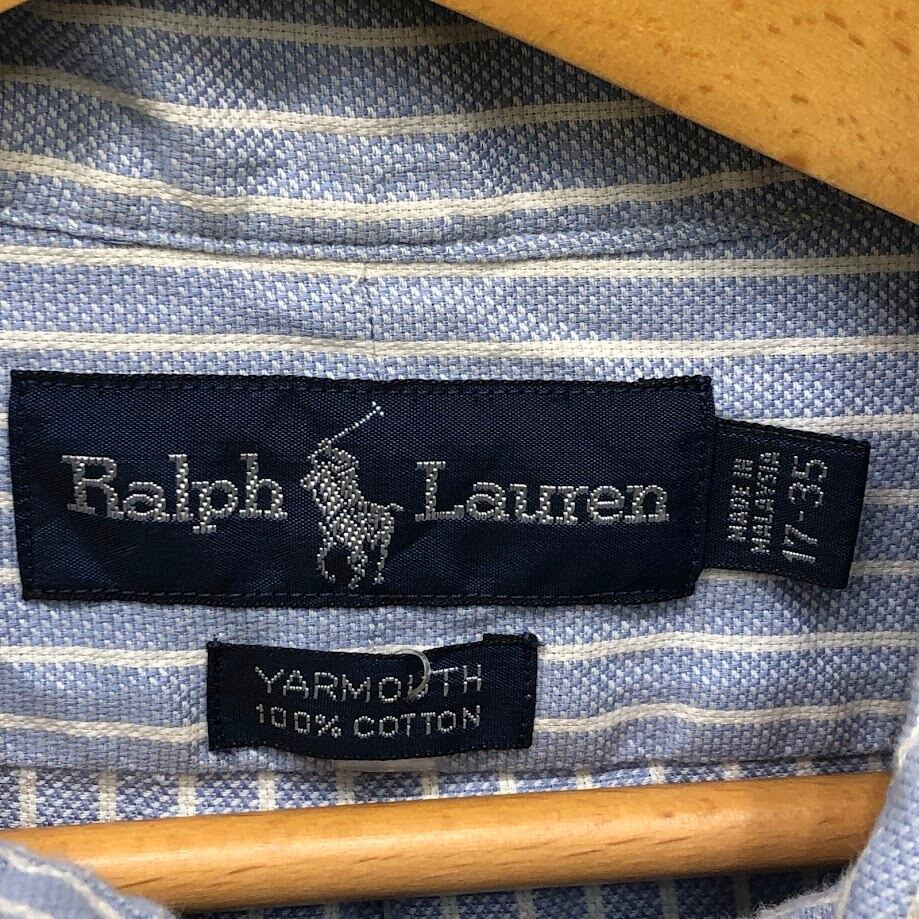 Ralph Lauren
MADE IN
MALAYSIA
17-35
YARMOUTH
100% COTTON